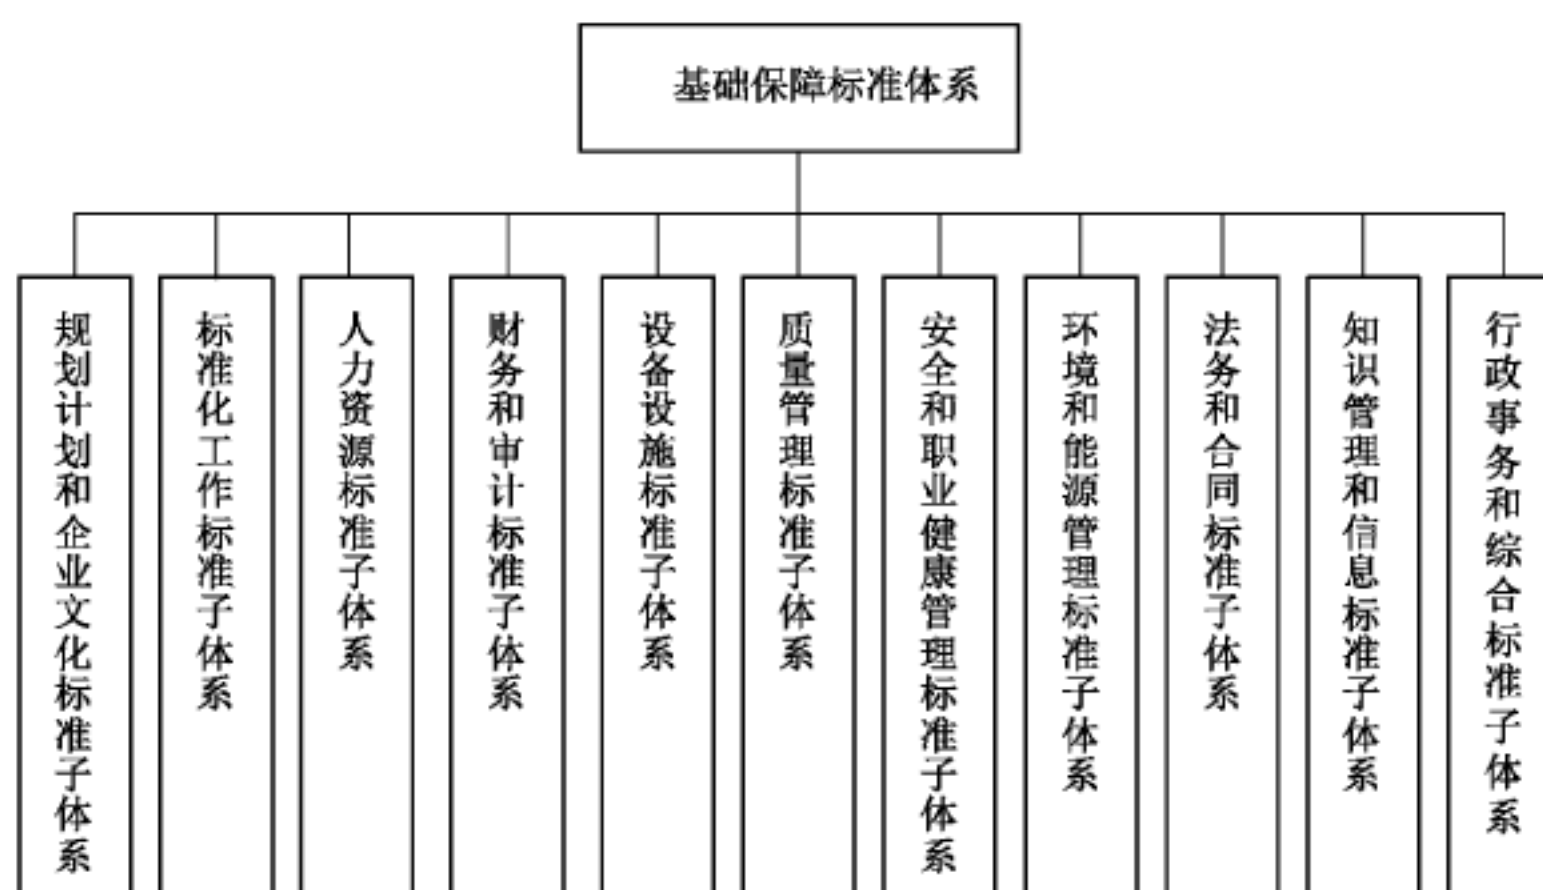 基础保障标准体系
规划计划和企业文化标准子体系
标准化工作标准子体系
人力资源标准子体系
财务和审计标准子体系
设备设施标准子体系
质量管理标准子体系
安全和职业健康管理标准子体系
环境和能源管理标准子体系
法务和合同标准子体系
知识管理和信息标准子体系
行政事务和综合标准子体系